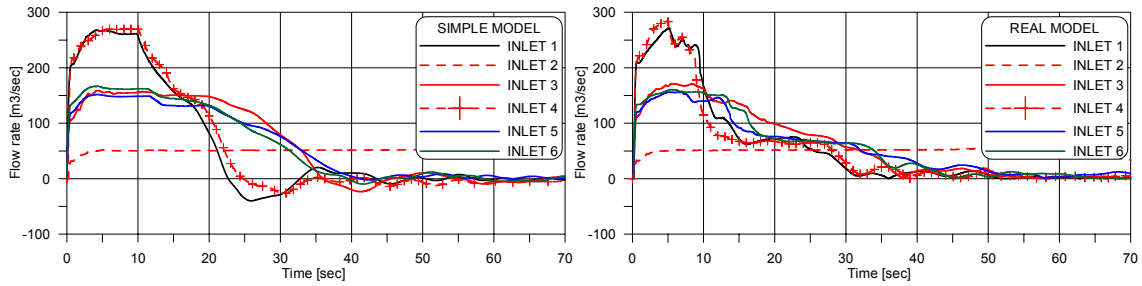 300
200
100
0
-100
Flow rate [m3/sec]
0 10 20 30 40 50 60 70
Time [sec]
SIMPLE MODEL
INLET 1
INLET 2
INLET 3
INLET 4
INLET 5
INLET 6
300
200
100
0
-100
Flow rate [m3/sec]
0 10 20 30 40 50 60 70
Time [sec]
REAL MODEL
INLET 1
INLET 2
INLET 3
INLET 4
INLET 5
INLET 6